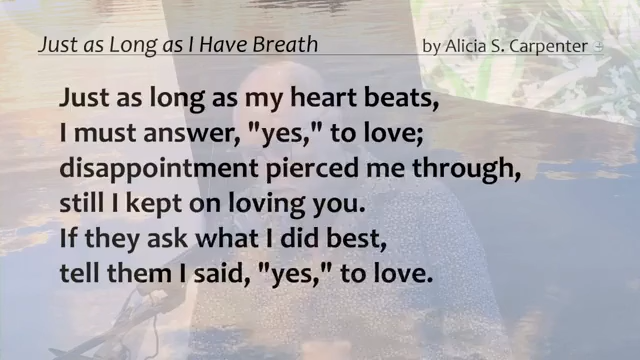 Just as Long as I Have Breath
by Alicia S. Carpenter
Just as long as my heart beats,
I must answer, "yes," to love;
disappointment pierced me through,
still I kept on loving you.
If they ask what I did best,
tell them I said, "yes," to love.